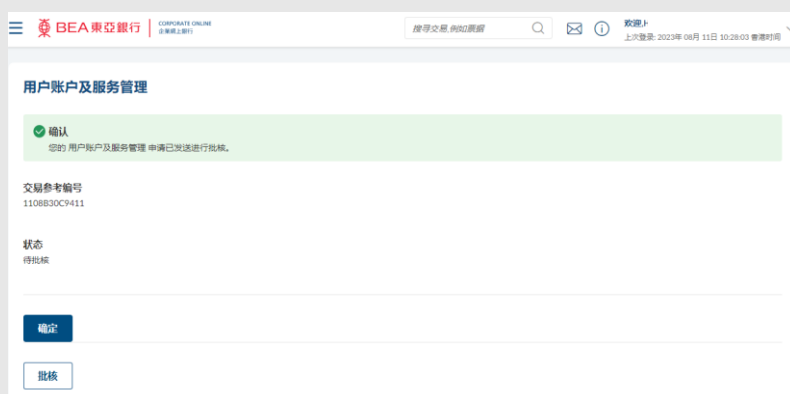 BEA東亞銀行
CORPORATE ONLINE
企業網上銀行
搜寻交易,例如票据
欢迎,
上次登录: 2023年 08月 11日 10:28:03 香港时间
用户账户及服务管理
确认
您的 用户账户及服务管理 申请已发送进行批核。
交易参考编号
1108B30C9411
状态
待批核
确定
批核